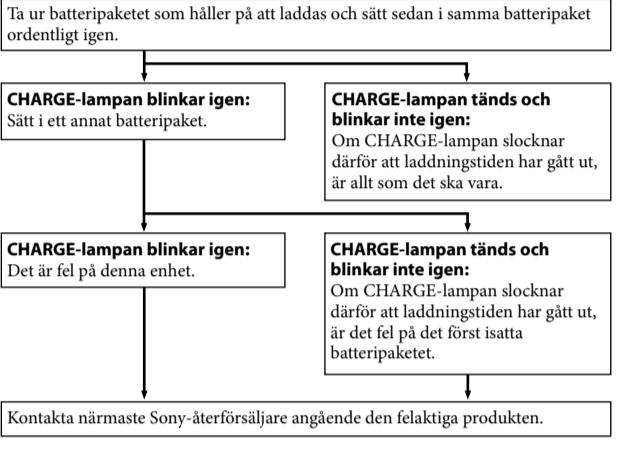 Ta ur batteripaketet som håller på att laddas och sätt sedan i samma batteripaket
ordentligt igen.
CHARGE-lampan blinkar igen:
Sätt i ett annat batteripaket.
CHARGE-lampan tänds och
blinkar inte igen:
Om CHARGE-lampan slocknar
därför att laddningstiden har gått ut,
är allt som det ska vara.
CHARGE-lampan blinkar igen:
Det är fel på denna enhet.
CHARGE-lampan tänds och
blinkar inte igen:
Om CHARGE-lampan slocknar
därför att laddningstiden har gått ut,
är det fel på det först isatta
batteripaketet.
Kontakta närmaste Sony-återförsäljare angående den felaktiga produkten.